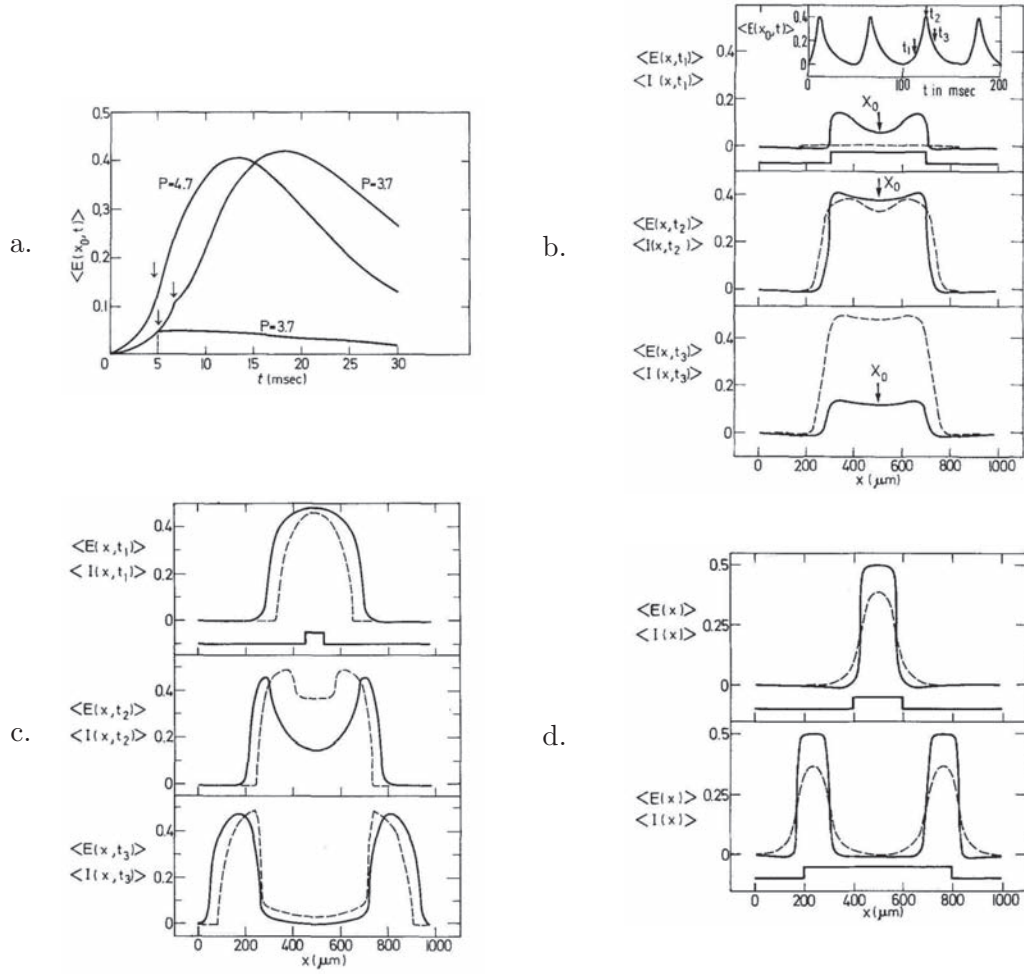 a.
0.5
0.4
0.3
0.2
0.1
0
<E(x₀,t)>
P=4.7
P=3.7
P=3.7
0 5 10 15 20 25 30
t (msec)
b.
<E(x₀,t)>
0.4
0.2
0
t₁
t₂
t₃
0 100 200
t in msec
<E(x,t₁)>
<I(x,t₁)>
0.4
0.2
0
X₀
<E(x,t₂)>
<I(x,t₂)>
0.4
0.2
0
X₀
<E(x,t₃)>
<I(x,t₃)>
0.4
0.2
0
X₀
0 200 400 600 800 1000
x (μm)
c.
<E(x,t₁)>
<I(x,t₁)>
0.4
0.2
0
<E(x,t₂)>
<I(x,t₂)>
0.4
0.2
0
<E(x,t₃)>
<I(x,t₃)>
0.4
0.2
0
0 200 400 600 800 1000
x (μm)
d.
<E(x)>
<I(x)>
0.5
0.25
0
<E(x)>
<I(x)>
0.5
0.25
0
0 200 400 600 800 1000
x(μm)